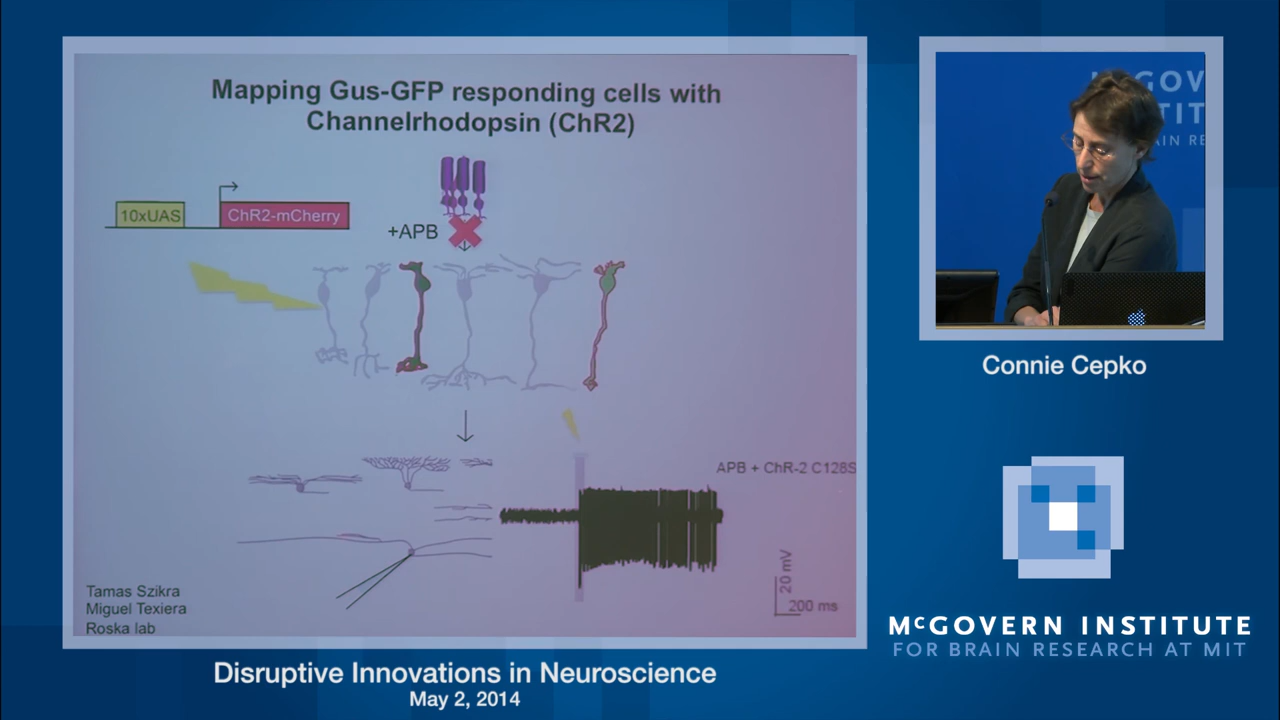 Mapping Gus-GFP responding cells with
Channelrhodopsin (ChR2)
10xUAS
ChR2-mCherry
+APB
APB + ChR-2 C128S
20 mV
200 ms
Tamas Szikra
Miguel Texiera
Roska lab
Connie Cepko
McGOVERN INSTITUTE
FOR BRAIN RESEARCH AT MIT
Disruptive Innovations in Neuroscience
May 2, 2014